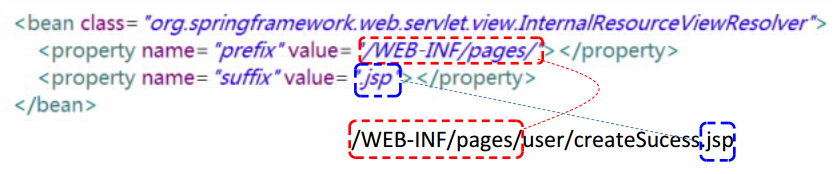 <bean class= "org.springframework.web.servlet.view.InternalResourceViewResolver">
<property name= "prefix" value= "/WEB-INF/pages/"></property>
<property name= "suffix" value= ".jsp"></property>
</bean>
/WEB-INF/pages/user/createSucess.jsp